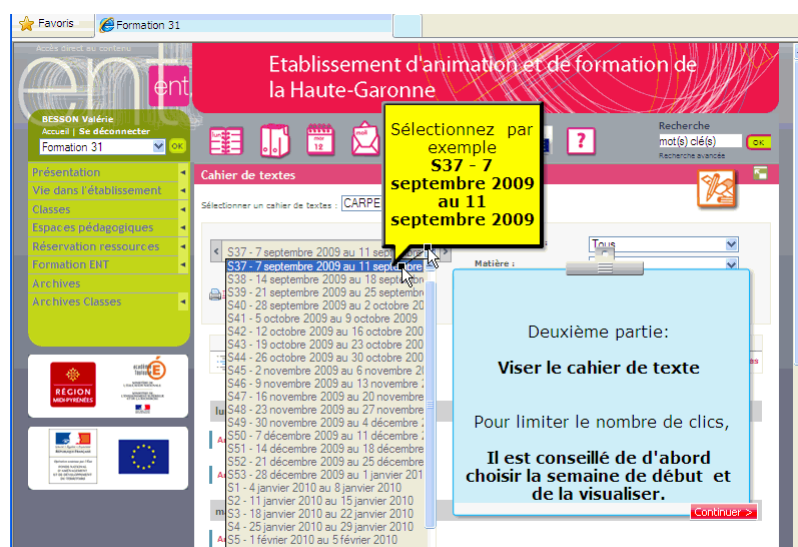 Favoris
Formation 31
Accès direct au contenu
ent
ent
Etablissement d'animation et de formation de
la Haute-Garonne
BESSON Valérie
Accueil | Se déconnecter
Formation 31
OK
Recherche
mot(s) clé(s)
OK
Recherche avancée
Sélectionnez par
exemple
S37 - 7
septembre 2009
au 11
septembre 2009
Présentation
Vie dans l'établissement
Classes
Espaces pédagogiques
Réservation ressources
Formation ENT
Archives
Archives Classes
Cahier de textes
Sélectionner un cahier de textes :
CARPE
Tous
Matière :
S37 - 7 septembre 2009 au 11 septembre
S37 - 7 septembre 2009 au 11 septembre
S38 - 14 septembre 2009 au 18 septembre
S39 - 21 septembre 2009 au 25 septembre
S40 - 28 septembre 2009 au 2 octobre 20
S41 - 5 octobre 2009 au 9 octobre 2009
S42 - 12 octobre 2009 au 16 octobre 200
S43 - 19 octobre 2009 au 23 octobre 200
S44 - 26 octobre 2009 au 30 octobre 200
S45 - 2 novembre 2009 au 6 novembre 20
S46 - 9 novembre 2009 au 13 novembre 2
S47 - 16 novembre 2009 au 20 novembre
S48 - 23 novembre 2009 au 27 novembre
S49 - 30 novembre 2009 au 4 décembre 2
S50 - 7 décembre 2009 au 11 décembre 2
S51 - 14 décembre 2009 au 18 décembre
S52 - 21 décembre 2009 au 25 décembre
S53 - 28 décembre 2009 au 1 janvier 201
S1 - 4 janvier 2010 au 8 janvier 2010
S2 - 11 janvier 2010 au 15 janvier 2010
S3 - 18 janvier 2010 au 22 janvier 2010
S4 - 25 janvier 2010 au 29 janvier 2010
S5 - 1 février 2010 au 5 février 2010
Deuxième partie:
Viser le cahier de texte
Pour limiter le nombre de clics,
Il est conseillé de d'abord
choisir la semaine de début et
de la visualiser.
Continuer >
RÉGION
MIDI-PYRÉNÉES